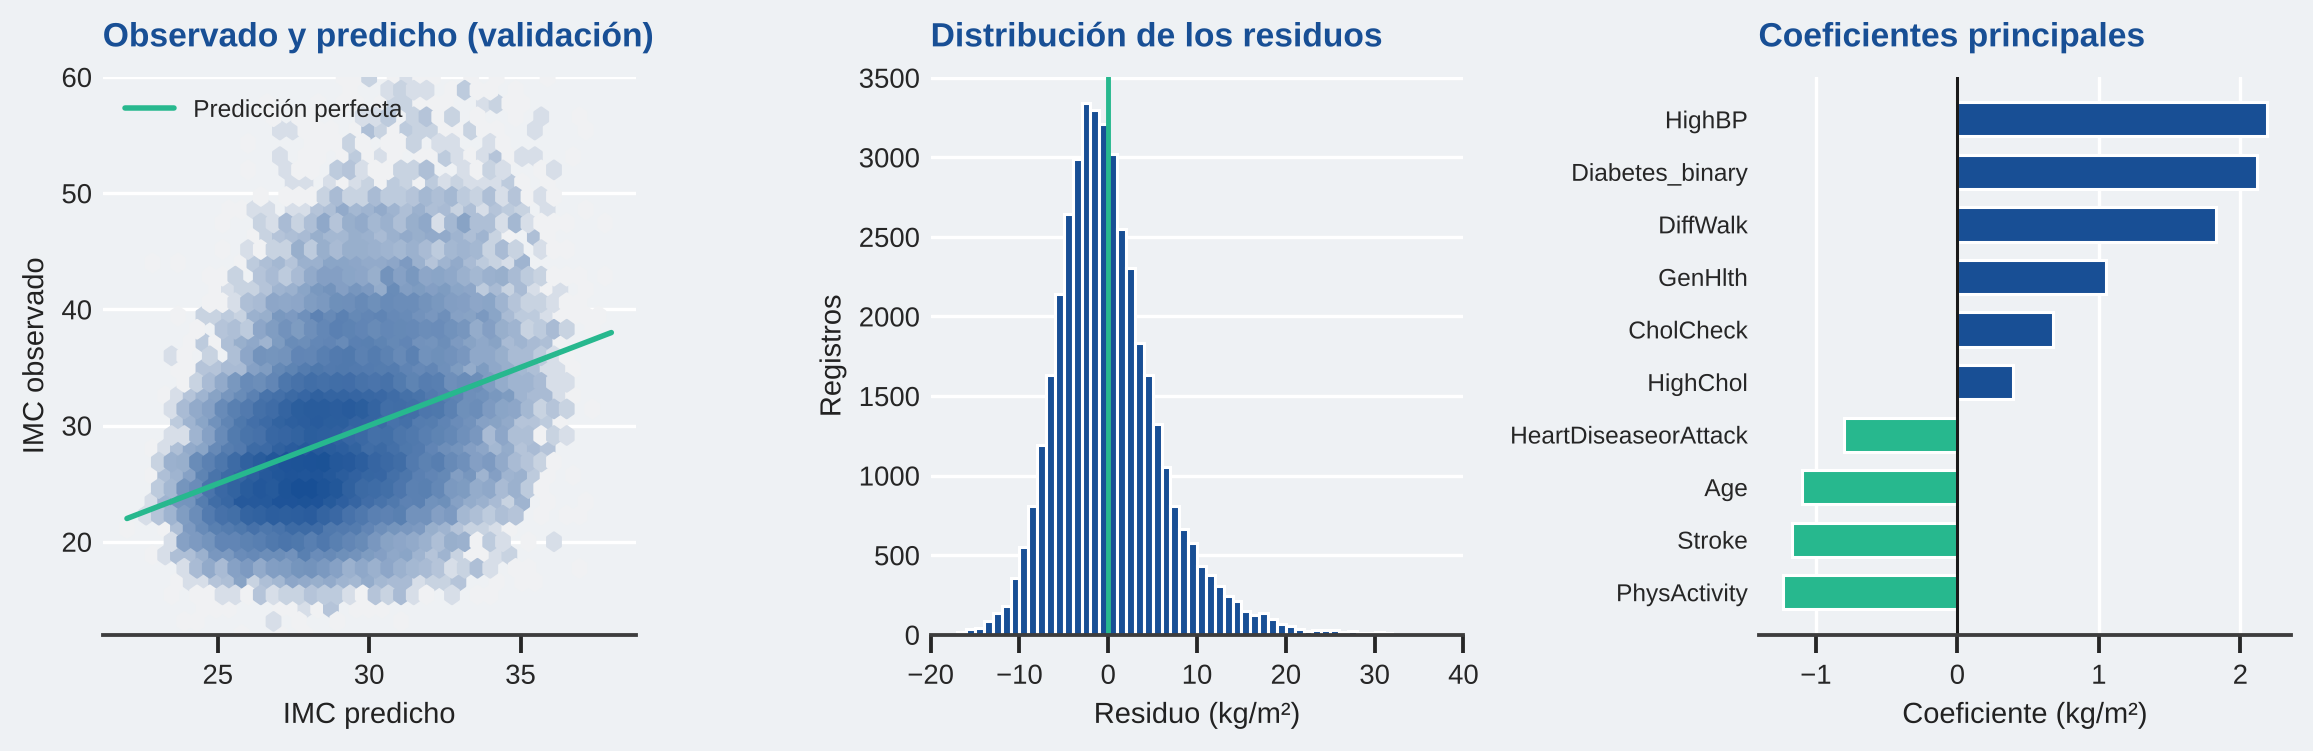 Observado y predicho (validación)
Predicción perfecta
60
50
40
30
20
IMC observado
25
30
35
IMC predicho
Distribución de los residuos
3500
3000
2500
2000
1500
1000
500
0
Registros
−20
−10
0
10
20
30
40
Residuo (kg/m²)
Coeficientes principales
HighBP
Diabetes_binary
DiffWalk
GenHlth
CholCheck
HighChol
HeartDiseaseorAttack
Age
Stroke
PhysActivity
−1
0
1
2
Coeficiente (kg/m²)